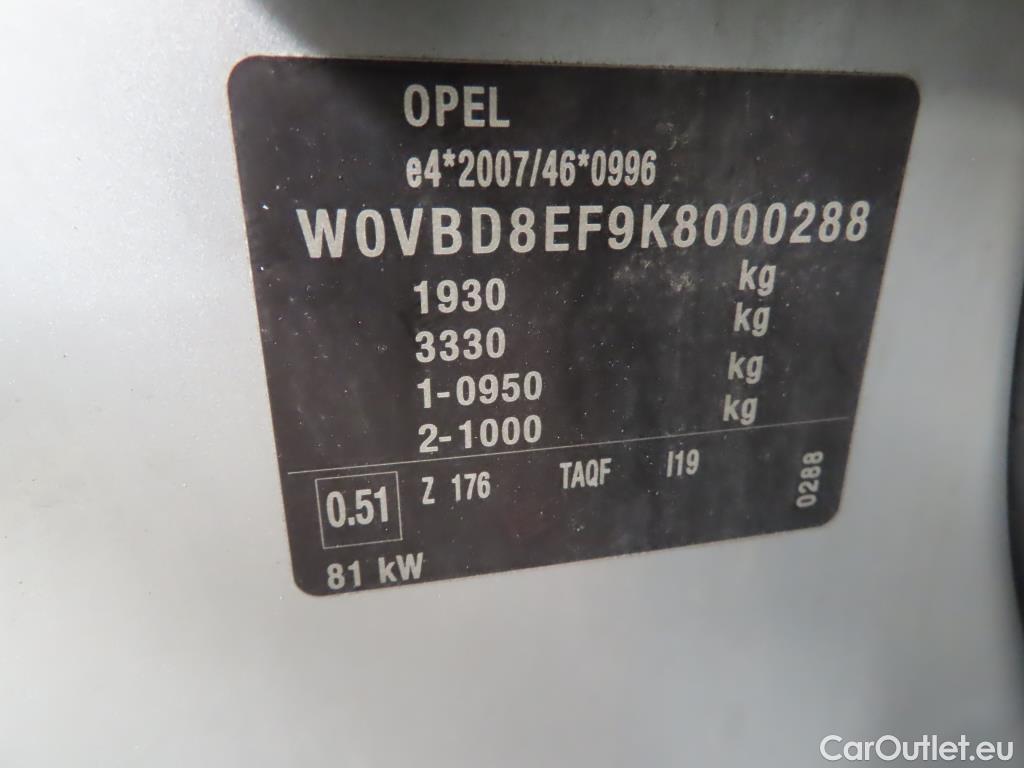 OPEL
e4*2007/46*0996
W0VBD8EF9K8000288
1930 kg
3330 kg
1-0950 kg
2-1000 kg
0.51 Z 176 TAQF I19 0288
81 kW
CarOutlet.eu